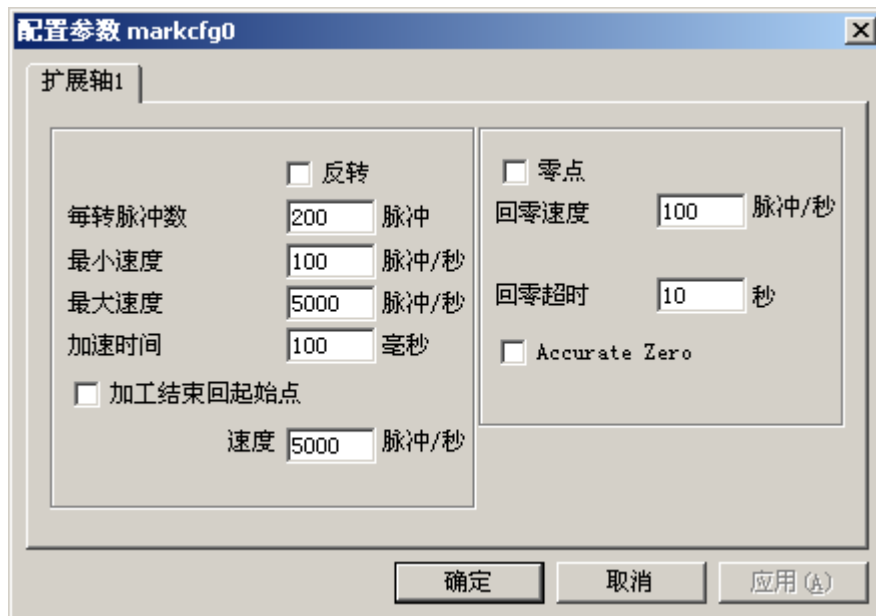 配置参数 markcfg0
扩展轴1
反转
每转脉冲数 200 脉冲
最小速度 100 脉冲/秒
最大速度 5000 脉冲/秒
加速时间 100 毫秒
加工结束回起始点
速度 5000 脉冲/秒
零点
回零速度 100 脉冲/秒
回零超时 10 秒
Accurate Zero
确定 取消 应用(A)